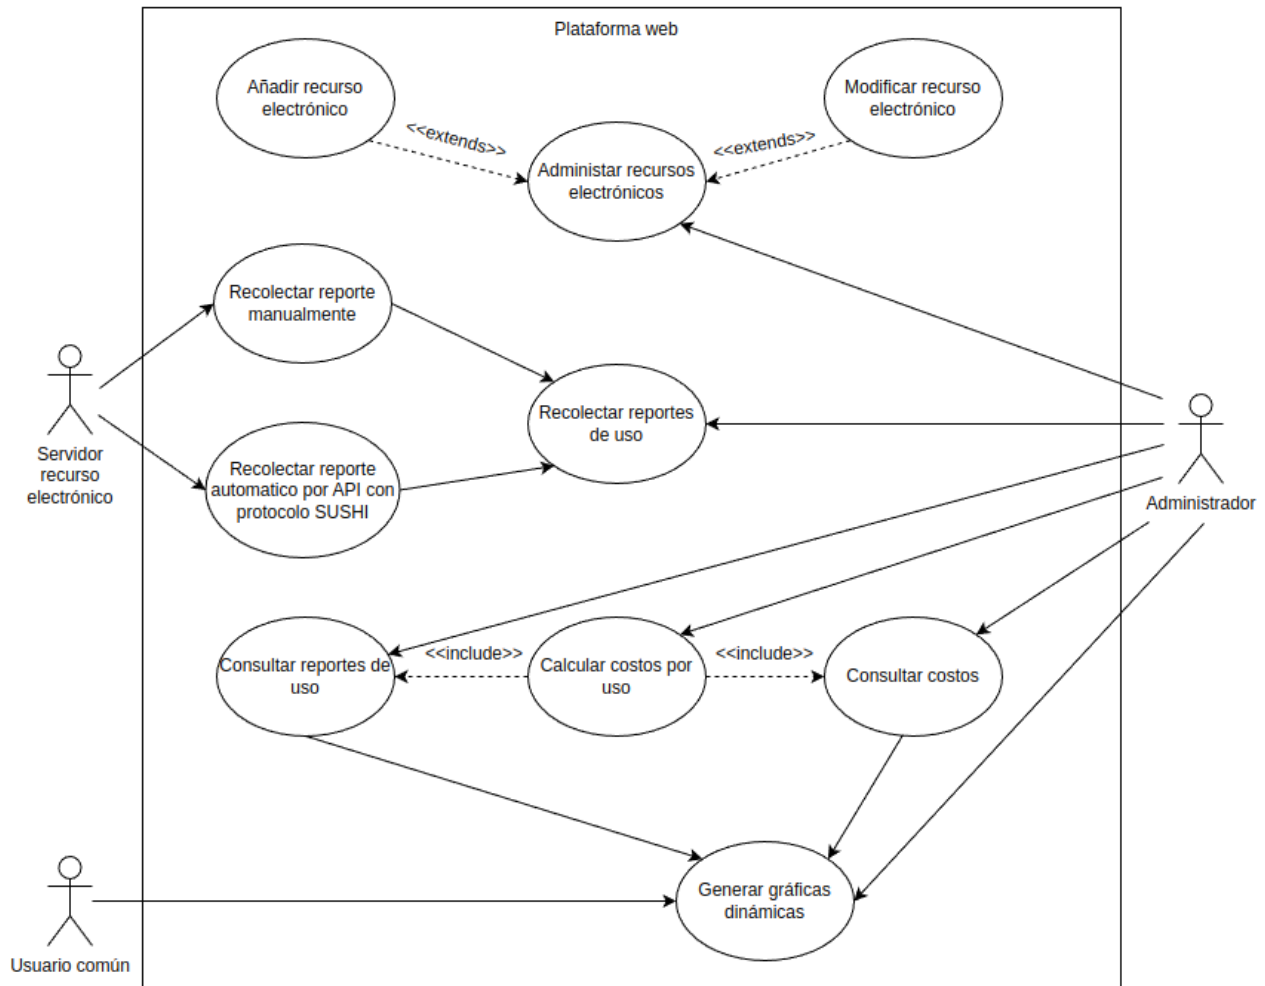 Plataforma web
Añadir recurso
electrónico
Modificar recurso
electrónico
<<extends>>
<<extends>>
Administar recursos
electrónicos
Recolectar reporte
manualmente
Recolectar reportes
de uso
Servidor
recurso
electrónico
Recolectar reporte
automatico por API con
protocolo SUSHI
Administrador
Consultar reportes de
uso
<<include>>
Calcular costos por
uso
<<include>>
Consultar costos
Generar gráficas
dinámicas
Usuario común